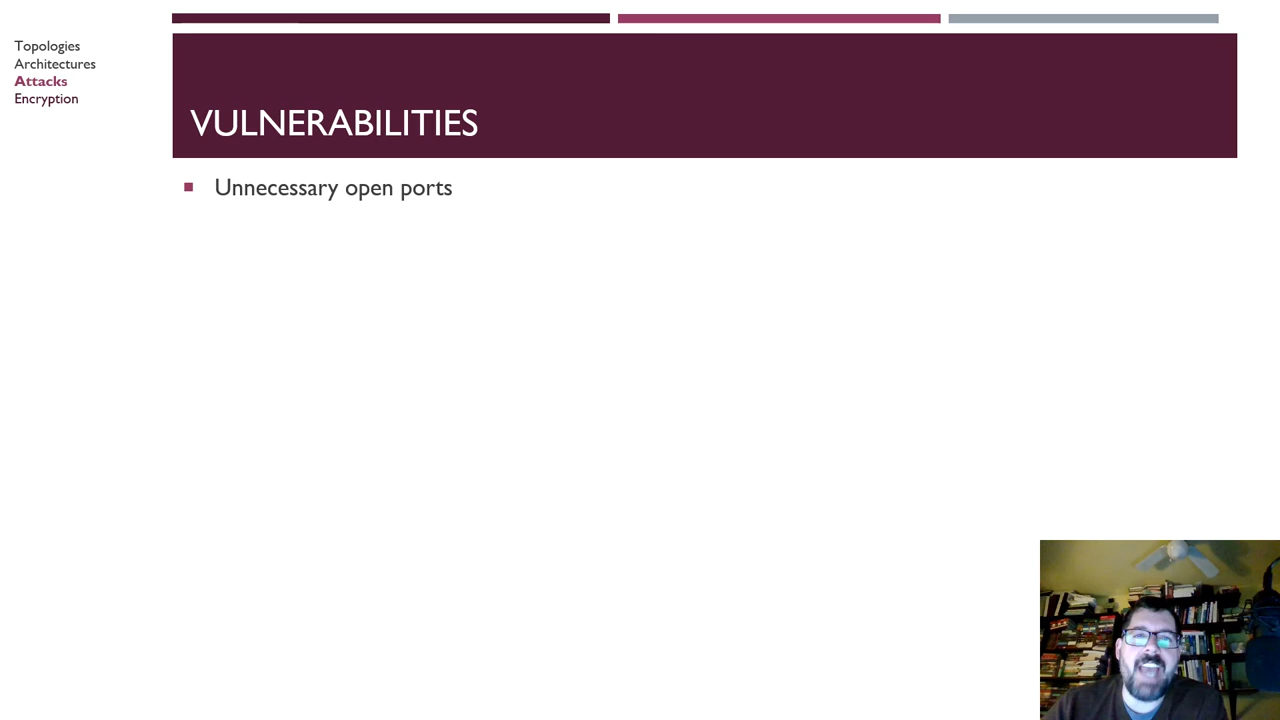 Topologies
Architectures
Attacks
Encryption
VULNERABILITIES
Unnecessary open ports